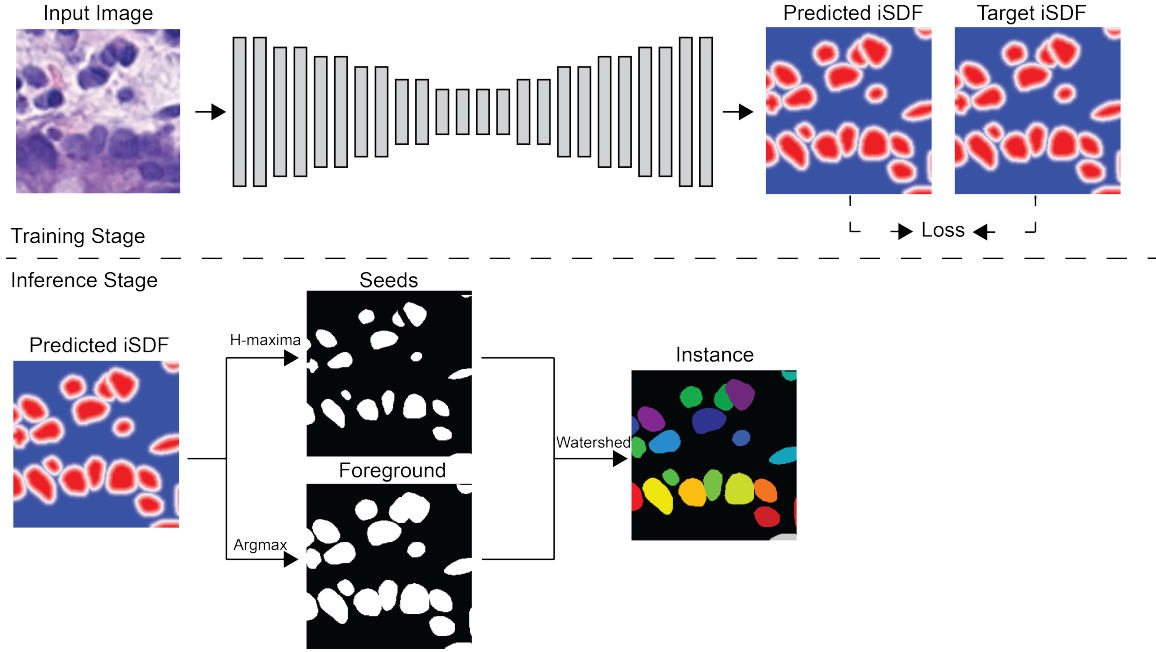 Input Image
Predicted iSDF
Target iSDF
Loss
Training Stage
Inference Stage
Seeds
Predicted iSDF
H-maxima
Instance
Watershed
Foreground
Argmax